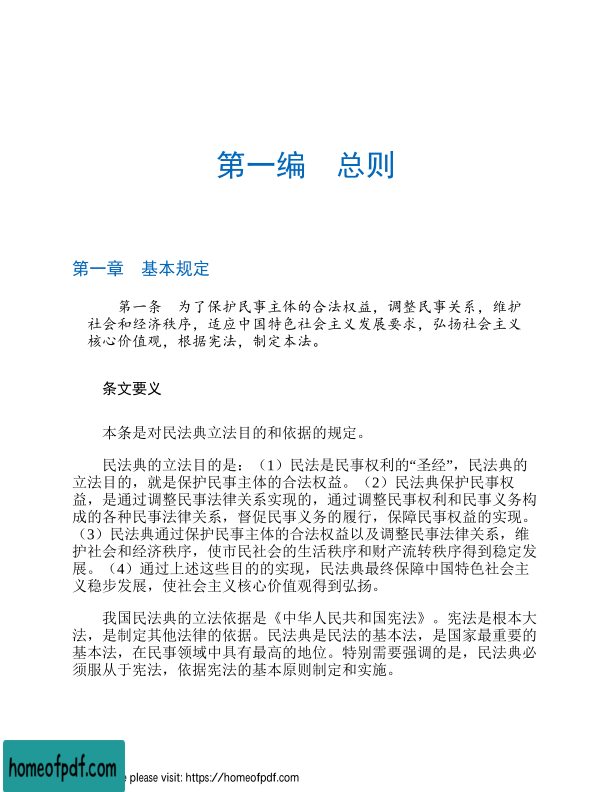 第一编　总则
第一章　基本规定
第一条　为了保护民事主体的合法权益，调整民事关系，维护
社会和经济秩序，适应中国特色社会主义发展要求，弘扬社会主义
核心价值观，根据宪法，制定本法。
条文要义
本条是对民法典立法目的和依据的规定。
民法典的立法目的是：（1）民法是民事权利的“圣经”，民法典的
立法目的，就是保护民事主体的合法权益。（2）民法典保护民事权
益，是通过调整民事法律关系实现的，通过调整民事权利和民事义务构
成的各种民事法律关系，督促民事义务的履行，保障民事权益的实现。
（3）民法典通过保护民事主体的合法权益以及调整民事法律关系，维
护社会和经济秩序，使市民社会的生活秩序和财产流转秩序得到稳定发
展。（4）通过上述这些目的的实现，民法典最终保障中国特色社会主
义稳步发展，使社会主义核心价值观得到弘扬。
我国民法典的立法依据是《中华人民共和国宪法》。宪法是根本大
法，是制定其他法律的依据。民法典是民法的基本法，是国家最重要的
基本法，在民事领域中具有最高的地位。特别需要强调的是，民法典必
须服从于宪法，依据宪法的基本原则制定和实施。
homeofpdf.com
please visit: https://homeofpdf.com